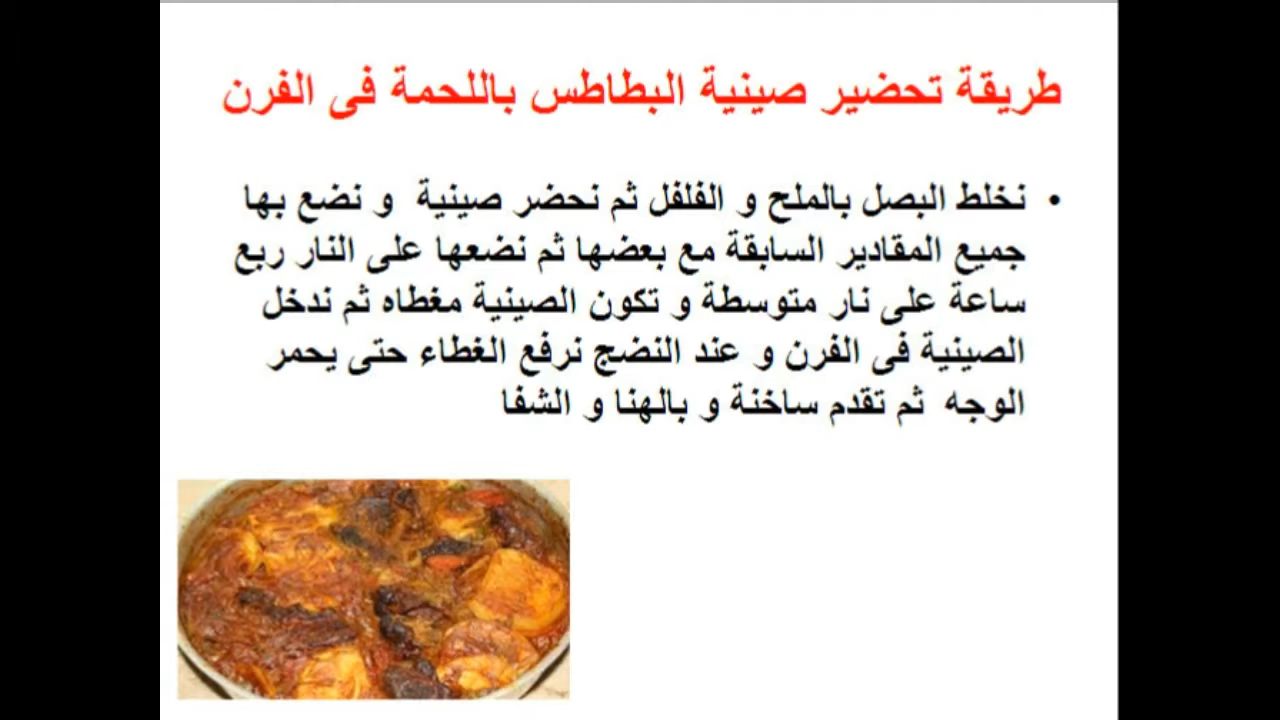 طريقة تحضير صينية البطاطس باللحمة فى الفرن
• نخلط البصل بالملح و الفلفل ثم نحضر صينية و نضع بها
جميع المقادير السابقة مع بعضها ثم نضعها على النار ربع
ساعة على نار متوسطة و تكون الصينية مغطاه ثم ندخل
الصينية فى الفرن و عند النضج نرفع الغطاء حتى يحمر
الوجه ثم تقدم ساخنة و بالهنا و الشفا